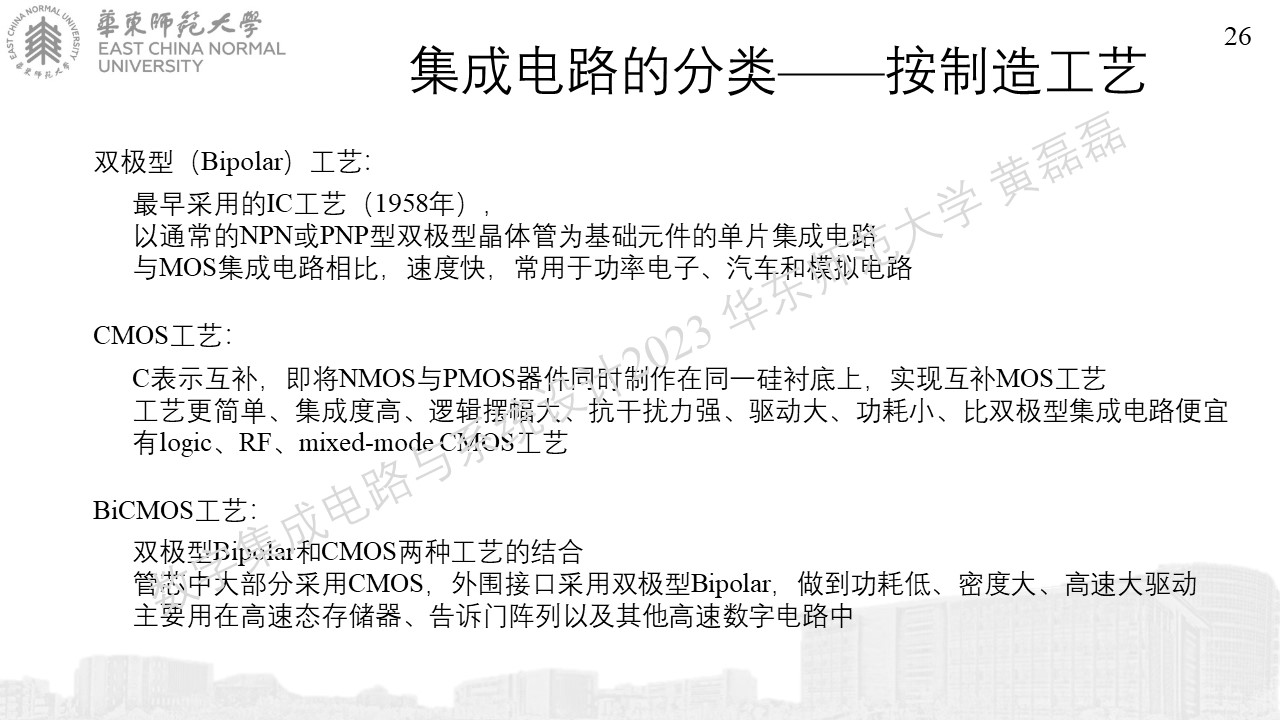 華東師範大學
EAST CHINA NORMAL
UNIVERSITY
EAST CHINA NORMAL UNIVERSITY
華東師范大學
26
集成电路的分类——按制造工艺
双极型（Bipolar）工艺：
最早采用的IC工艺（1958年），
以通常的NPN或PNP型双极型晶体管为基础元件的单片集成电路
与MOS集成电路相比，速度快，常用于功率电子、汽车和模拟电路
CMOS工艺：
C表示互补，即将NMOS与PMOS器件同时制作在同一硅衬底上，实现互补MOS工艺
工艺更简单、集成度高、逻辑摆幅大、抗干扰力强、驱动大、功耗小、比双极型集成电路便宜
有logic、RF、mixed-mode CMOS工艺
BiCMOS工艺：
双极型Bipolar和CMOS两种工艺的结合
管芯中大部分采用CMOS，外围接口采用双极型Bipolar，做到功耗低、密度大、高速大驱动
主要用在高速态存储器、告诉门阵列以及其他高速数字电路中
数字集成电路与系统设计2023 华东师范大学 黄磊磊